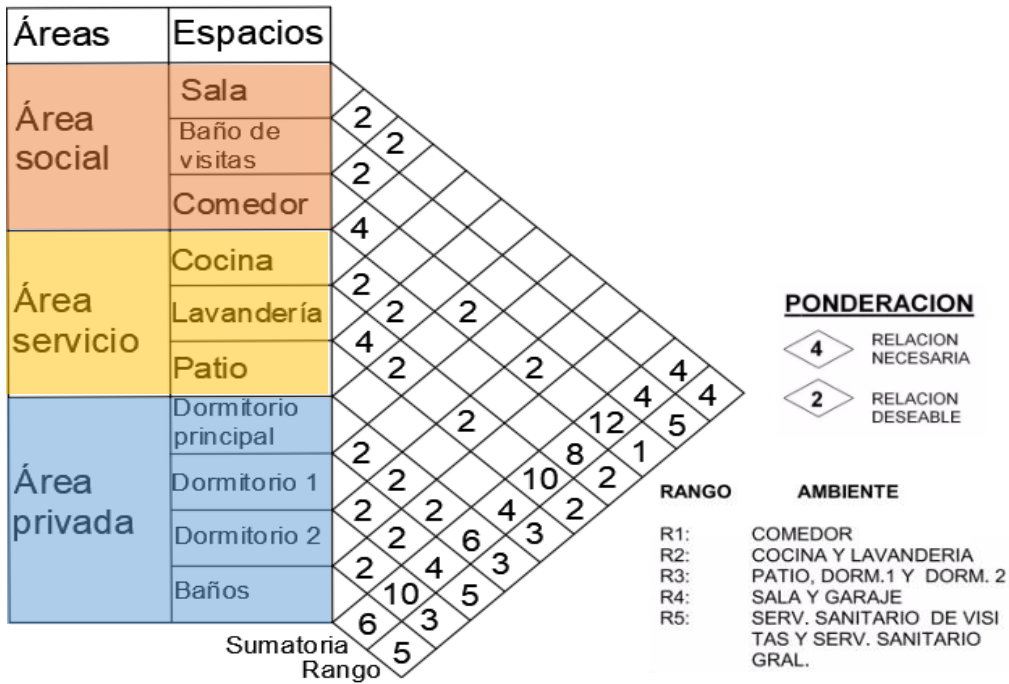 Áreas Espacios
Área
social
Sala
Baño de
visitas
Comedor
Área
servicio
Cocina
Lavandería
Patio
Área
privada
Dormitorio
principal
Dormitorio 1
Dormitorio 2
Baños
Sumatoria
Rango
2
2
2
4
2
2 2
4
2 2
2
2
2
2 2
2
2
4
4
12
8
10
4
6
4
10
6
4
5
1
2
2
3
3
5
3
5
PONDERACION
4 RELACION
NECESARIA
2 RELACION
DESEABLE
RANGO AMBIENTE
R1: COMEDOR
R2: COCINA Y LAVANDERIA
R3: PATIO, DORM.1 Y DORM. 2
R4: SALA Y GARAJE
R5: SERV. SANITARIO DE VISI
TAS Y SERV. SANITARIO
GRAL.